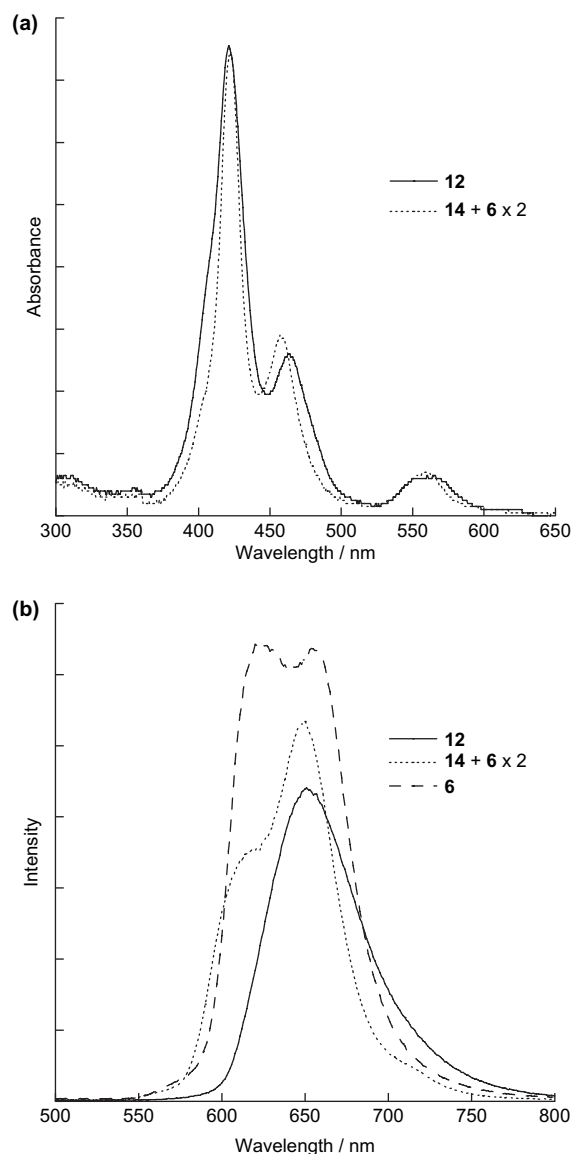 (a)
Absorbance
12
14 + 6 x 2
300 350 400 450 500 550 600 650
Wavelength / nm
(b)
Intensity
12
14 + 6 x 2
6
500 550 600 650 700 750 800
Wavelength / nm